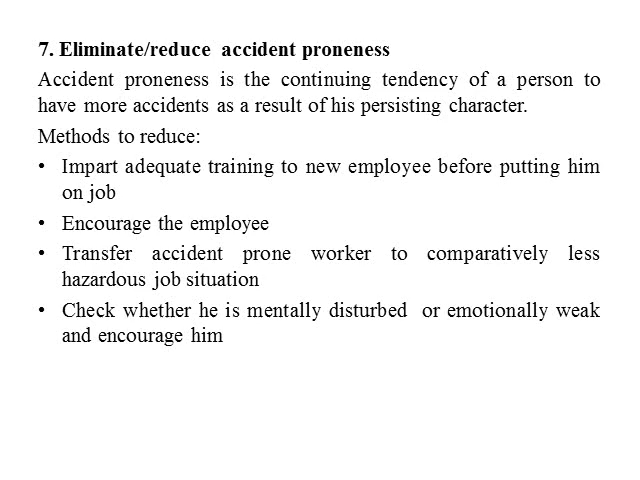 7. Eliminate/reduce accident proneness
Accident proneness is the continuing tendency of a person to
have more accidents as a result of his persisting character.
Methods to reduce:
• Impart adequate training to new employee before putting him
on job
• Encourage the employee
• Transfer accident prone worker to comparatively less
hazardous job situation
• Check whether he is mentally disturbed or emotionally weak
and encourage him